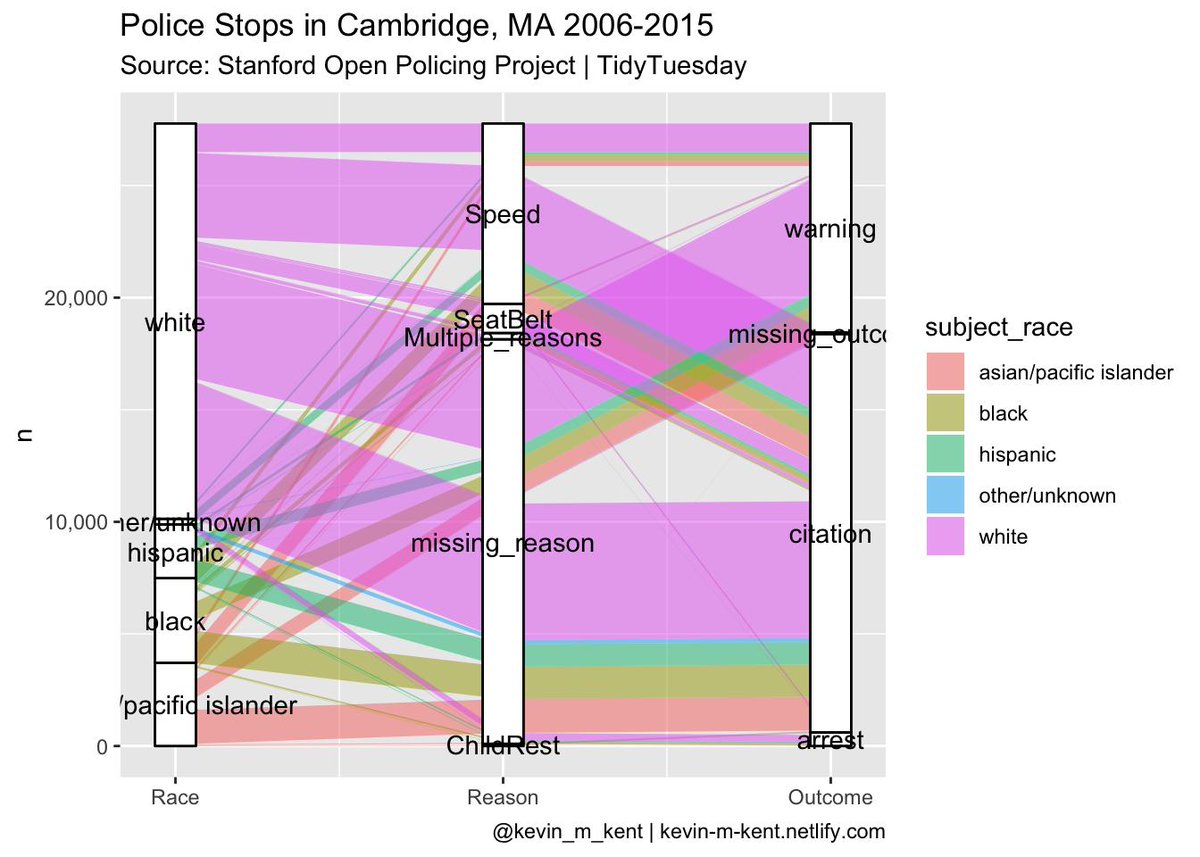 Police Stops in Cambridge, MA 2006-2015
Source: Stanford Open Policing Project | TidyTuesday
n
20,000
10,000
0
white
her/unknown
hispanic
black
/pacific islander
Speed
SeatBelt
Multiple_reasons
missing_reason
ChildRest
warning
missing_outco
citation
arrest
Race
Reason
Outcome
subject_race
asian/pacific islander
black
hispanic
other/unknown
white
@kevin_m_kent | kevin-m-kent.netlify.com